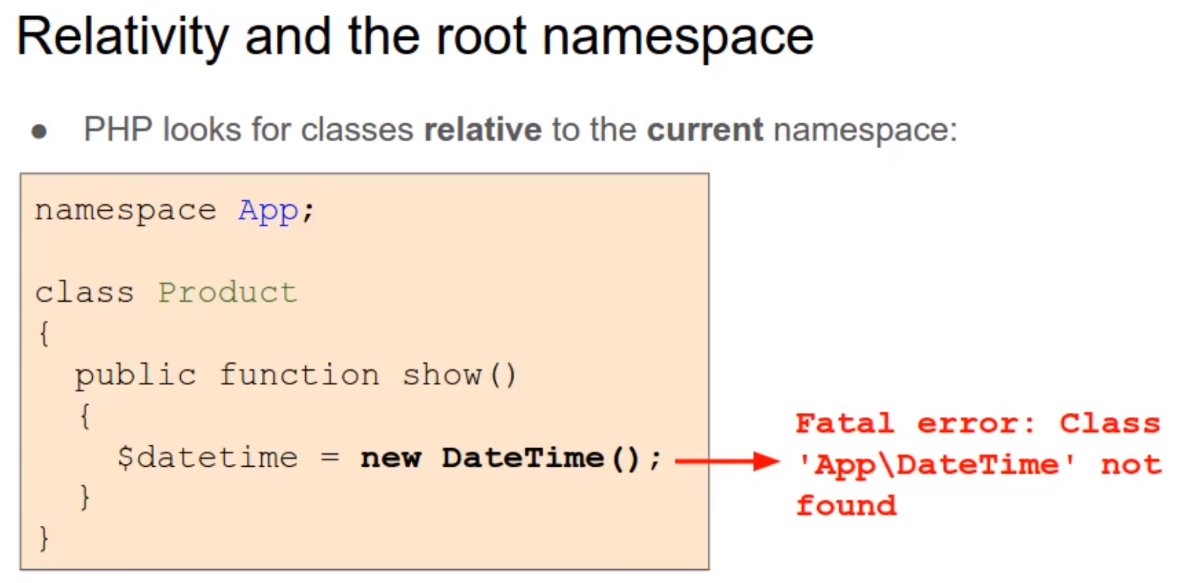 Relativity and the root namespace
● PHP looks for classes relative to the current namespace:
namespace App;
class Product
{
public function show()
{
$datetime = new DateTime();
}
}
Fatal error: Class
'App\DateTime' not
found